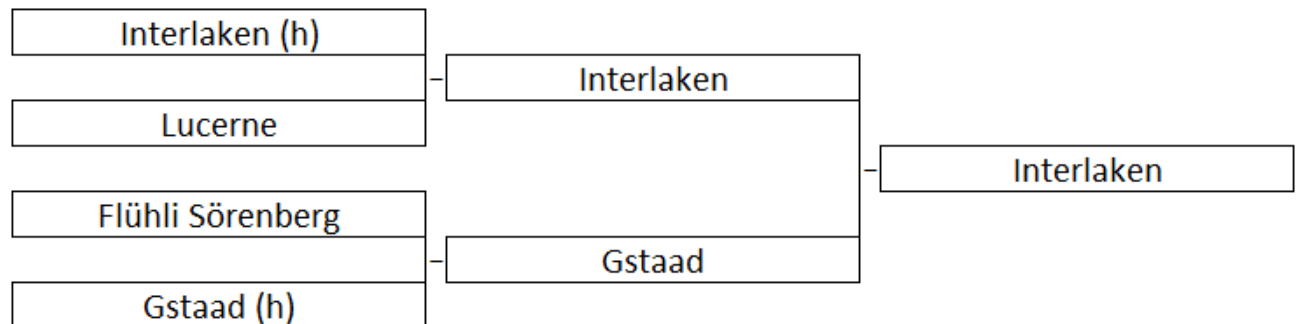 Interlaken (h)
Interlaken
Lucerne
Interlaken
Flühli Sörenberg
Gstaad
Gstaad (h)